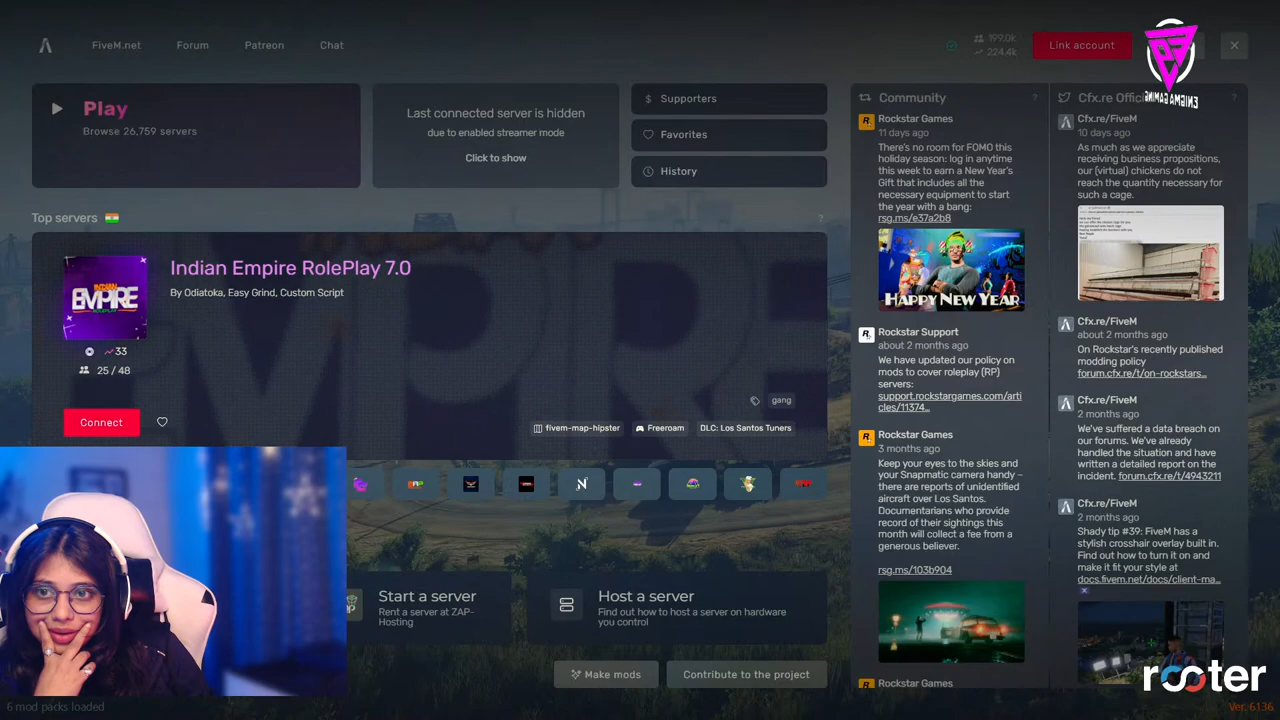 FiveM.net
Forum
Patreon
Chat
199.0k
224.4k
Link account
ENIGMA GAMING
Play
Browse 26,759 servers
Last connected server is hidden
due to enabled streamer mode
Click to show
Supporters
Favorites
History
Top servers
Indian Empire RolePlay 7.0
By Odiatoka, Easy Grind, Custom Script
INDIAN
EMPIRE
ROLEPLAY
33
25 / 48
Connect
gang
fivem-map-hipster
Freeroam
DLC: Los Santos Tuners
Start a server
Rent a server at ZAP-
Hosting
Host a server
Find out how to host a server on hardware
you control
Make mods
Contribute to the project
6 mod packs loaded
Community
?
Rockstar Games
11 days ago
There's no room for FOMO this
holiday season: log in anytime
this week to earn a New Year's
Gift that includes all the
necessary equipment to start
the year with a bang:
rsg.ms/e37a2b8
HAPPY NEW YEAR
Rockstar Support
about 2 months ago
We have updated our policy on
mods to cover roleplay (RP)
servers:
support.rockstargames.com/arti
cles/11374…
Rockstar Games
3 months ago
Keep your eyes to the skies and
your Snapmatic camera handy –
there are reports of unidentified
aircraft over Los Santos.
Documentarians who provide
record of their sightings this
month will collect a fee from a
generous believer.
rsg.ms/103b904
Rockstar Games
Cfx.re Offici
?
Cfx.re/FiveM
10 days ago
As much as we appreciate
receiving business propositions,
our (virtual) chickens do not
reach the quantity necessary for
such a cage.
Cfx.re/FiveM
about 2 months ago
On Rockstar's recently published
modding policy
forum.cfx.re/t/on-rockstars…
Cfx.re/FiveM
2 months ago
We've suffered a data breach on
our forums. We've already
handled the situation and have
written a detailed report on the
incident. forum.cfx.re/t/4943211
Cfx.re/FiveM
2 months ago
Shady tip #39: FiveM has a
stylish crosshair overlay built in.
Find out how to turn it on and
make it fit your style at
docs.fivem.net/docs/client-ma…
rooter
Ver. 6136